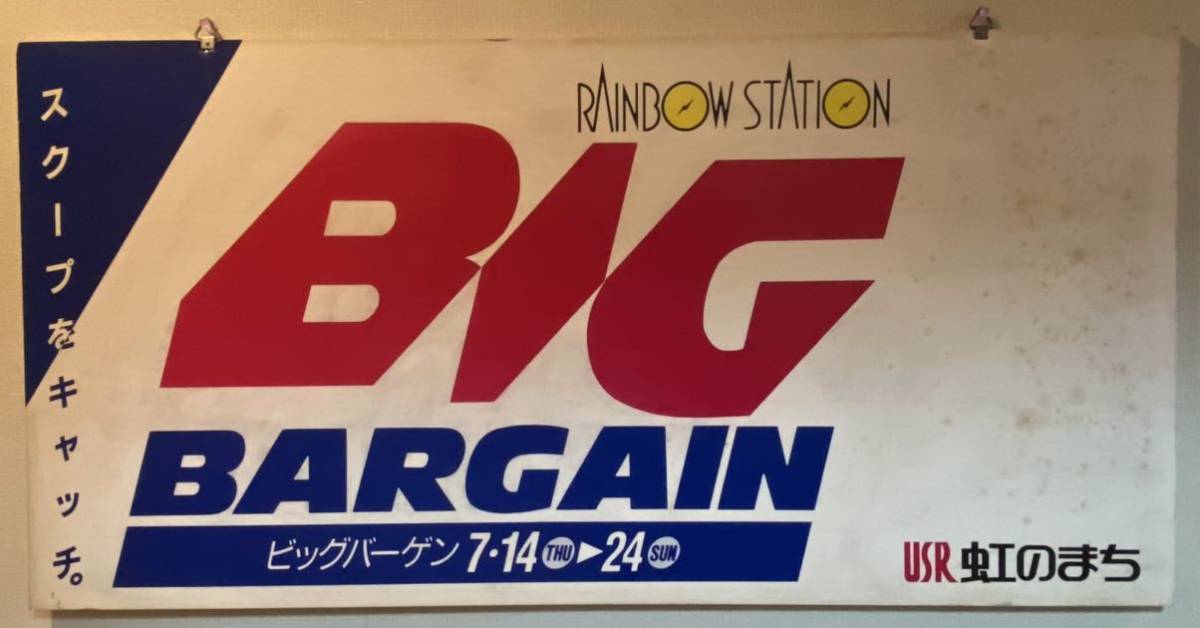 スクープをキャッチ。
RAINBOW STATION
BIG
BARGAIN
ビッグバーゲン 7・14 THU ▶ 24 SUN
USR 虹のまち